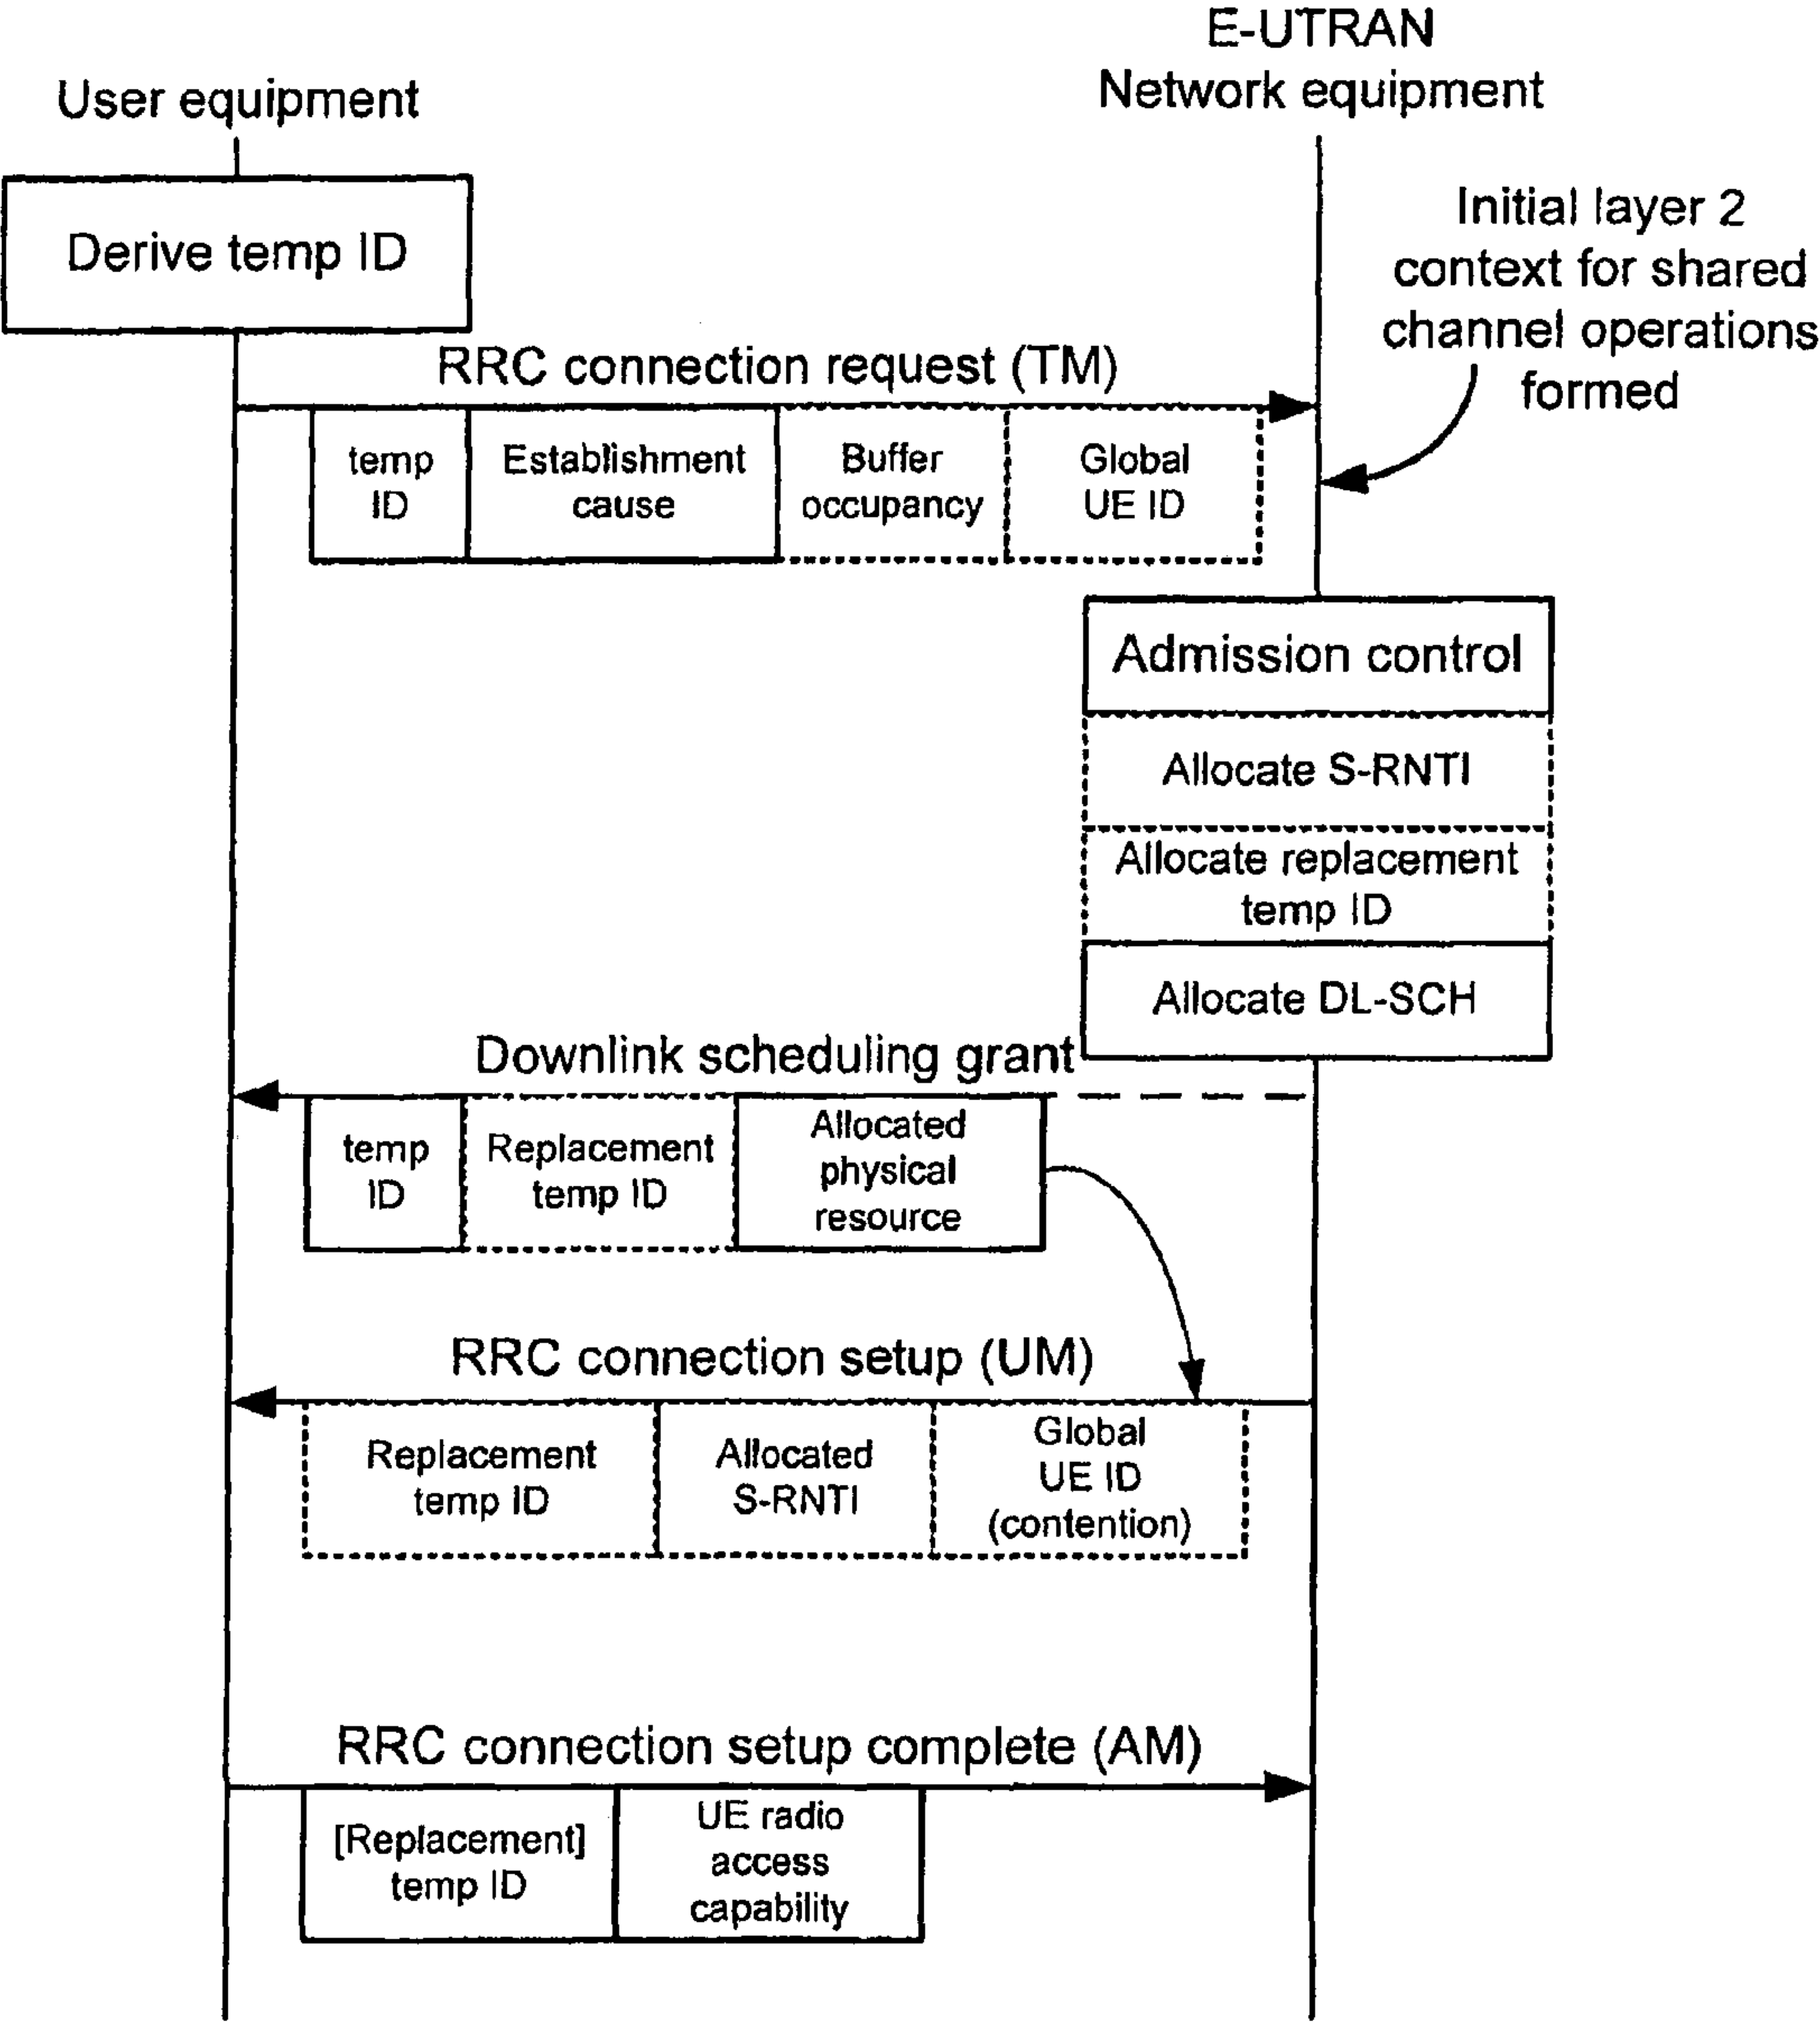 E-UTRAN
Network equipment
User equipment
Derive temp ID
Initial layer 2
context for shared
channel operations
formed
RRC connection request (TM)
temp
ID
Establishment
cause
Buffer
occupancy
Global
UE ID
Admission control
Allocate S-RNTI
Allocate replacement
temp ID
Allocate DL-SCH
Downlink scheduling grant
temp
ID
Replacement
temp ID
Allocated
physical
resource
RRC connection setup (UM)
Replacement
temp ID
Allocated
S-RNTI
Global
UE ID
(contention)
RRC connection setup complete (AM)
[Replacement]
temp ID
UE radio
access
capability